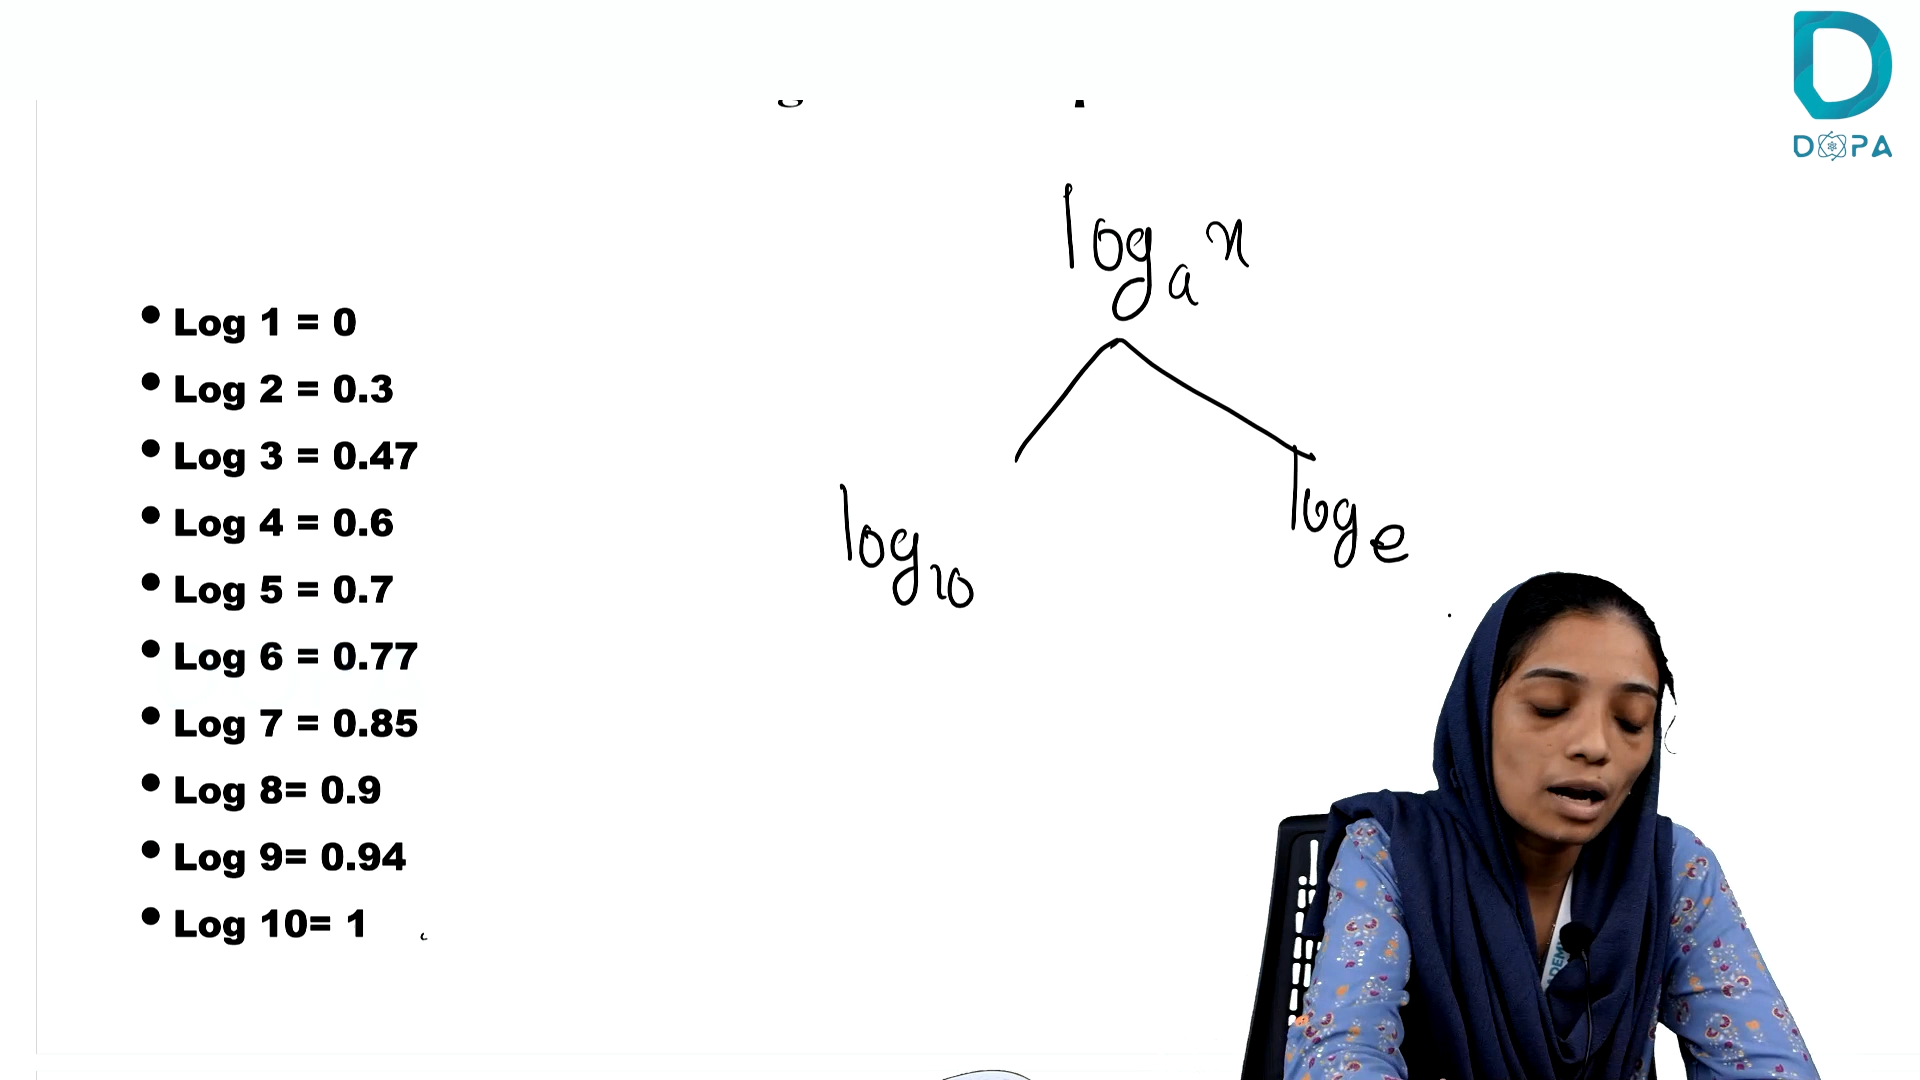 DOPA
logₐ x
Log 1 = 0
Log 2 = 0.3
Log 3 = 0.47
Log 4 = 0.6
Log 5 = 0.7
Log 6 = 0.77
Log 7 = 0.85
Log 8= 0.9
Log 9= 0.94
Log 10= 1
log₁₀
logₑ